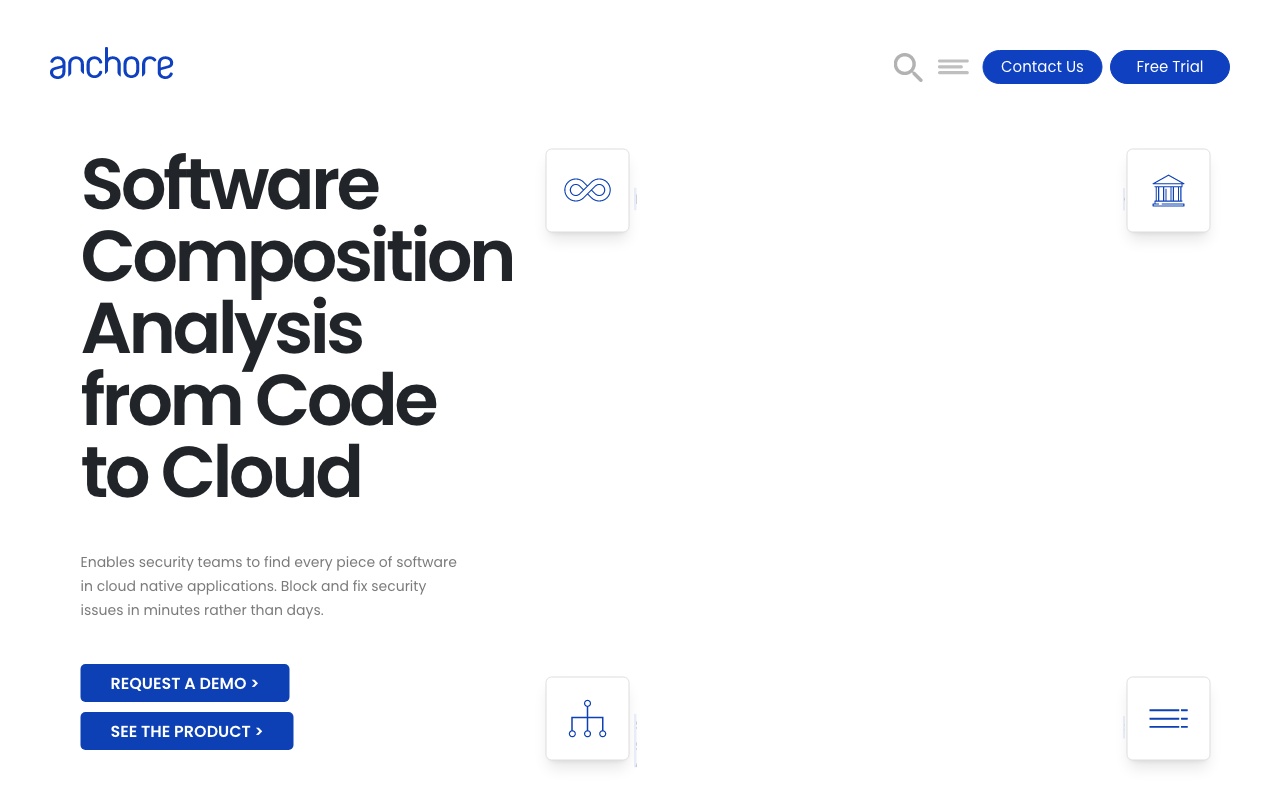 anchore
Contact Us
Free Trial
Software
Composition
Analysis
from Code
to Cloud
Enables security teams to find every piece of software
in cloud native applications. Block and fix security
issues in minutes rather than days.
REQUEST A DEMO >
SEE THE PRODUCT >